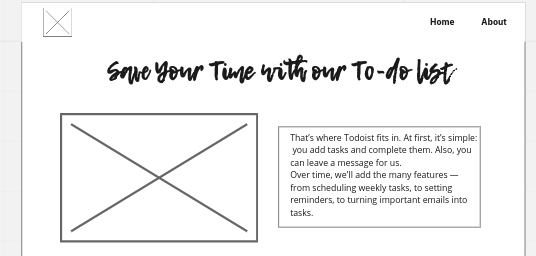 Home About
Save Your Time with our To-do list
That's where Todoist fits in. At first, it's simple:
you add tasks and complete them. Also, you
can leave a message for us.
Over time, we'll add the many features —
from scheduling weekly tasks, to setting
reminders, to turning important emails into
tasks.